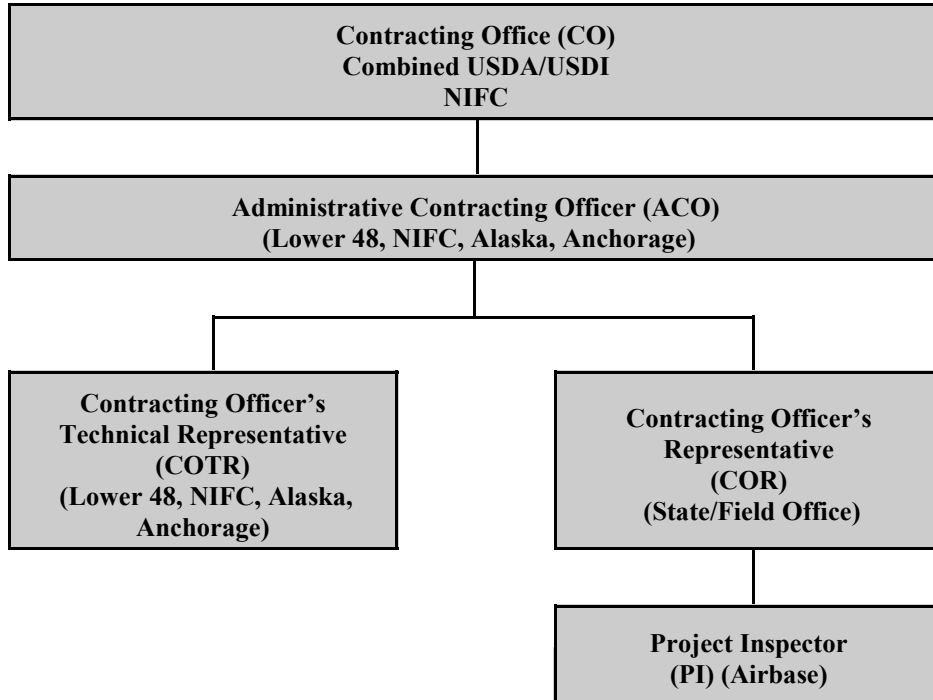 Contracting Office (CO)
Combined USDA/USDI
NIFC
Administrative Contracting Officer (ACO)
(Lower 48, NIFC, Alaska, Anchorage)
Contracting Officer’s
Technical Representative
(COTR)
(Lower 48, NIFC, Alaska,
Anchorage)
Contracting Officer’s
Representative
(COR)
(State/Field Office)
Project Inspector
(PI) (Airbase)